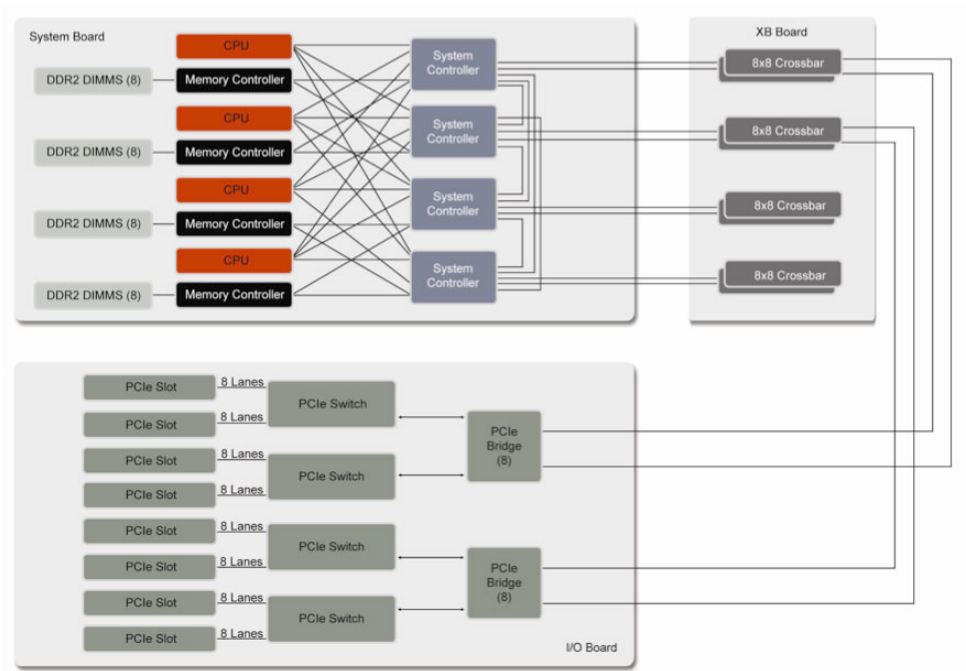 System Board
XB Board
CPU
System
Controller
8x8 Crossbar
DDR2 DIMMS (8)
Memory Controller
CPU
System
Controller
8x8 Crossbar
DDR2 DIMMS (8)
Memory Controller
CPU
System
Controller
8x8 Crossbar
DDR2 DIMMS (8)
Memory Controller
CPU
System
Controller
8x8 Crossbar
DDR2 DIMMS (8)
Memory Controller
PCIe Slot
8 Lanes
PCIe Switch
PCIe Slot
8 Lanes
PCIe
Bridge
(8)
PCIe Slot
8 Lanes
PCIe Switch
PCIe Slot
8 Lanes
PCIe Slot
8 Lanes
PCIe Switch
PCIe Slot
8 Lanes
PCIe
Bridge
(8)
PCIe Slot
8 Lanes
PCIe Switch
PCIe Slot
8 Lanes
I/O Board